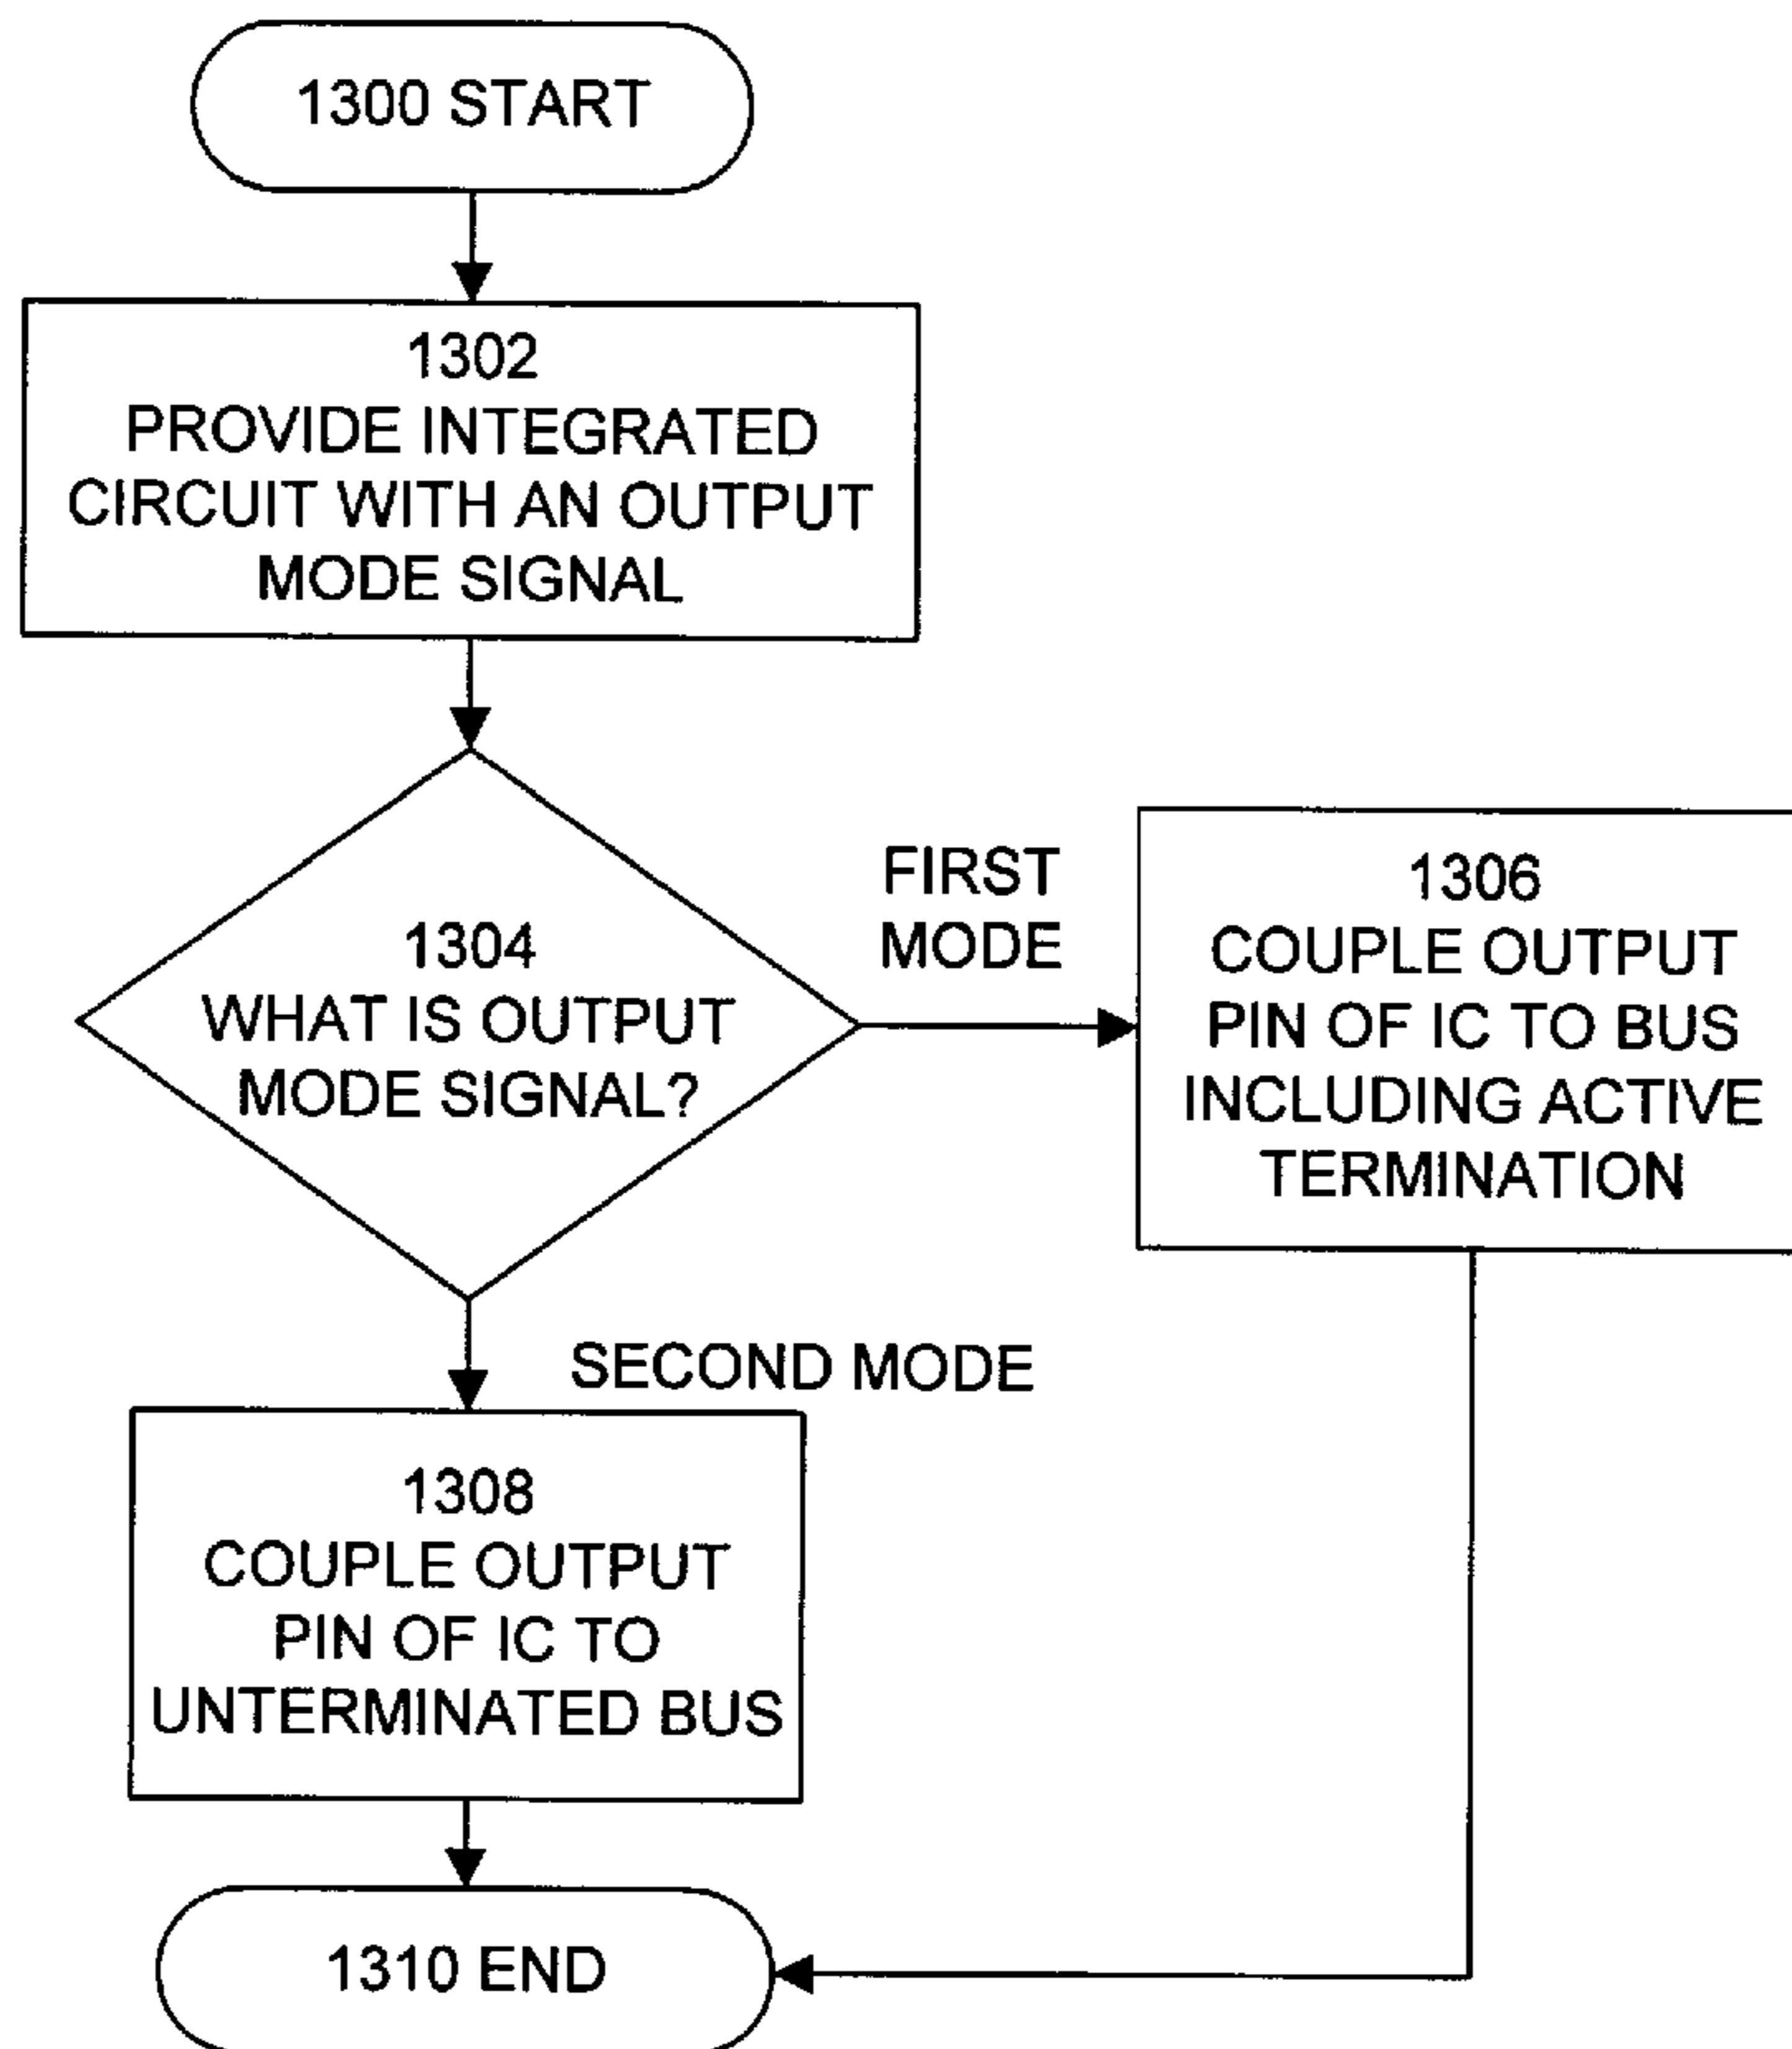 1300 START
1302
PROVIDE INTEGRATED
CIRCUIT WITH AN OUTPUT
MODE SIGNAL
1304
WHAT IS OUTPUT
MODE SIGNAL?
FIRST
MODE
1306
COUPLE OUTPUT
PIN OF IC TO BUS
INCLUDING ACTIVE
TERMINATION
SECOND MODE
1308
COUPLE OUTPUT
PIN OF IC TO
UNTERMINATED BUS
1310 END